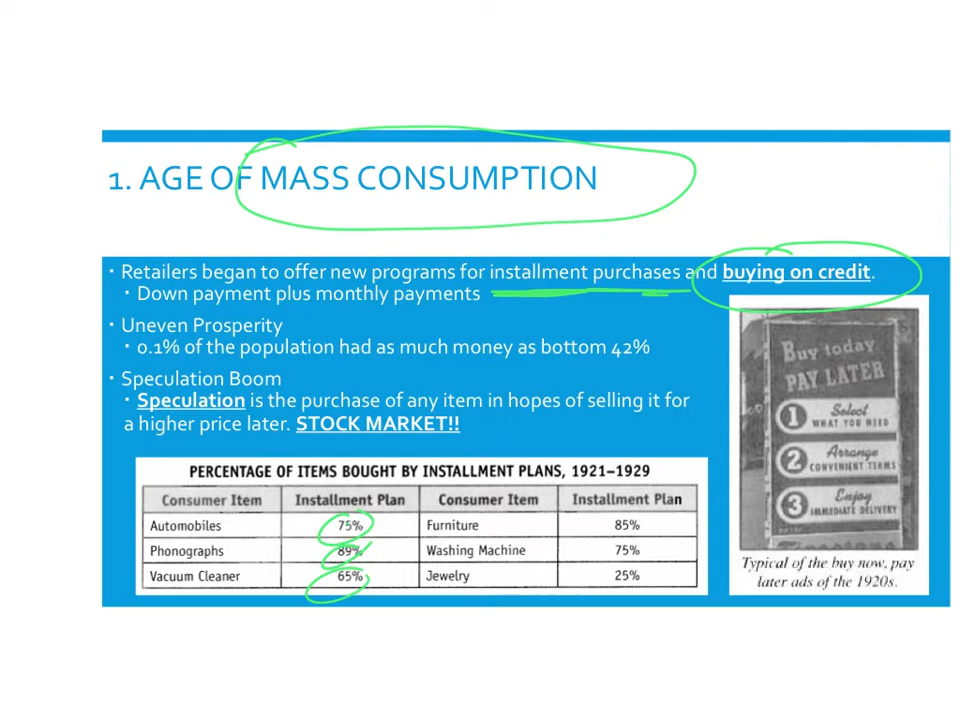 1. AGE OF MASS CONSUMPTION
• Retailers began to offer new programs for installment purchases and buying on credit.
• Down payment plus monthly payments
• Uneven Prosperity
• 0.1% of the population had as much money as bottom 42%
• Speculation Boom
• Speculation is the purchase of any item in hopes of selling it for
a higher price later. STOCK MARKET!!
PERCENTAGE OF ITEMS BOUGHT BY INSTALLMENT PLANS, 1921–1929
Consumer Item Installment Plan Consumer Item Installment Plan
Automobiles 75% Furniture 85%
Phonographs 89% Washing Machine 75%
Vacuum Cleaner 65% Jewelry 25%
Buy today
PAY LATER
1 Select
WHAT YOU NEED
2 Arrange
CONVENIENT TERMS
3 Enjoy
IMMEDIATE DELIVERY
Typical of the buy now, pay
later ads of the 1920s.